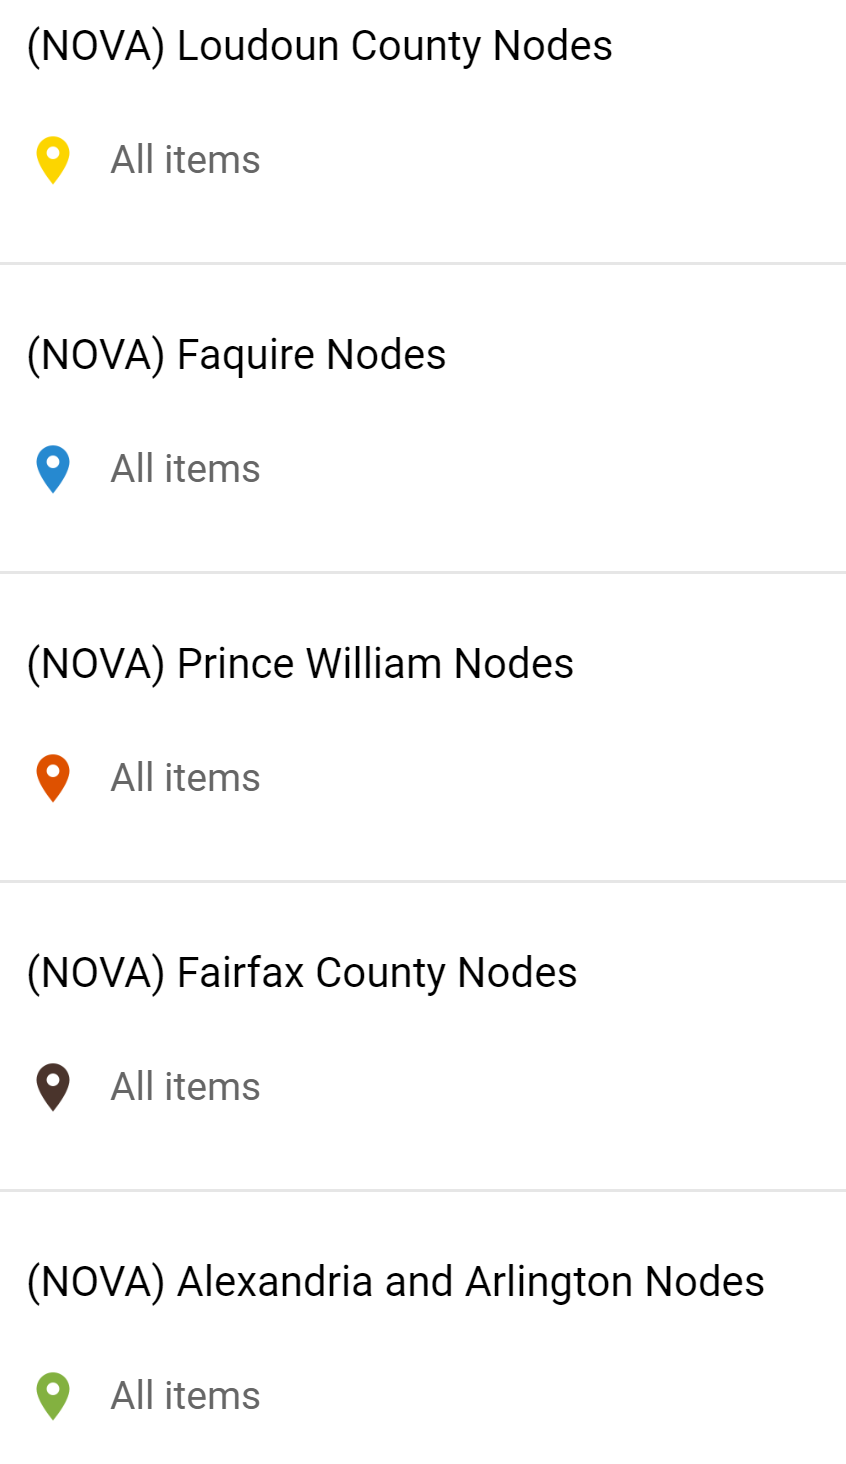 (NOVA) Loudoun County Nodes
All items
(NOVA) Faquire Nodes
All items
(NOVA) Prince William Nodes
All items
(NOVA) Fairfax County Nodes
All items
(NOVA) Alexandria and Arlington Nodes
All items